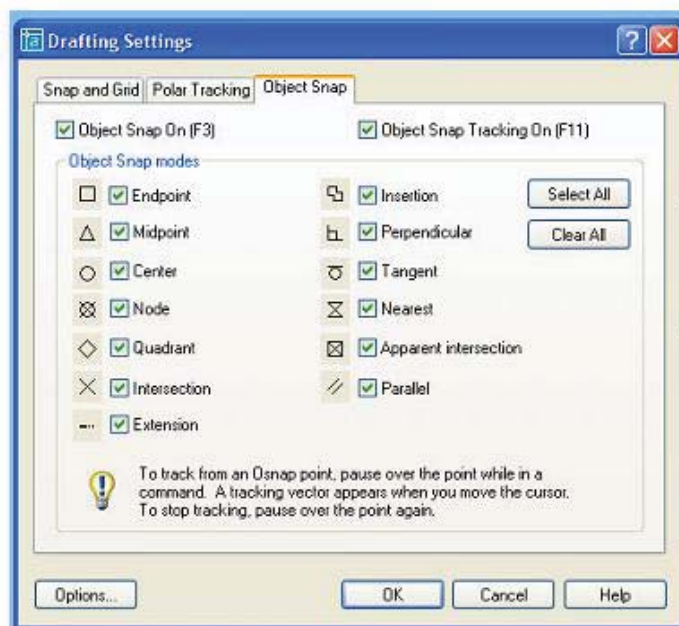 Drafting Settings
Snap and Grid Polar Tracking Object Snap
Object Snap On (F3) Object Snap Tracking On (F11)
Object Snap modes
Endpoint Insertion Select All
Midpoint Perpendicular Clear All
Center Tangent
Node Nearest
Quadrant Apparent intersection
Intersection Parallel
Extension
To track from an Osnap point, pause over the point while in a
command. A tracking vector appears when you move the cursor.
To stop tracking, pause over the point again.
Options... OK Cancel Help